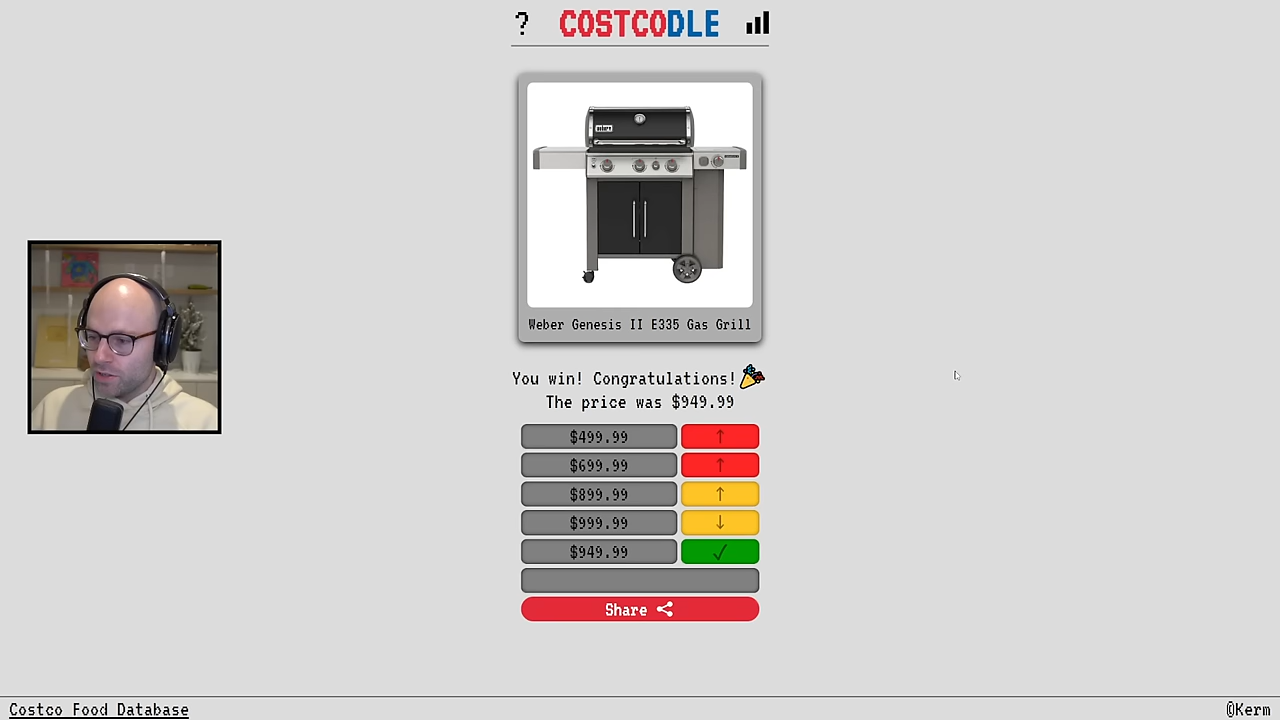 ?
COSTCODLE
Weber Genesis II E335 Gas Grill
You win! Congratulations!
The price was $949.99
$499.99 ↑
$699.99 ↑
$899.99 ↑
$999.99 ↓
$949.99 ✓
Share
Costco Food Database
@Kerm